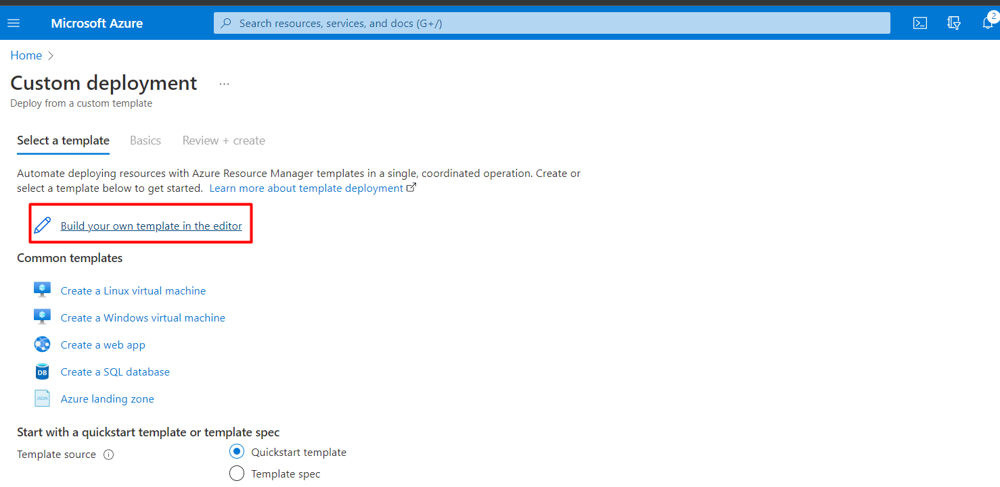 Microsoft Azure
Search resources, services, and docs (G+/)
2
Home
Custom deployment ...
Deploy from a custom template
Select a template Basics Review + create
Automate deploying resources with Azure Resource Manager templates in a single, coordinated operation. Create or
select a template below to get started. Learn more about template deployment
Build your own template in the editor
Common templates
Create a Linux virtual machine
Create a Windows virtual machine
Create a web app
DB Create a SQL database
JSON Azure landing zone
Start with a quickstart template or template spec
Template source Quickstart template
Template spec